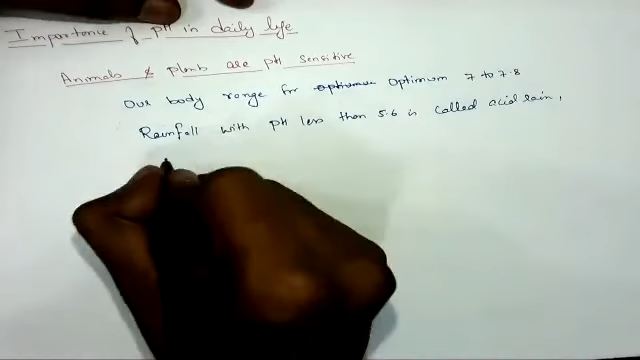 Importance of pH in daily life
Animals & plants are pH sensitive
Our body range for optimum Optimum 7 to 7.8
Rainfall with pH less than 5.6 is called acid rain,